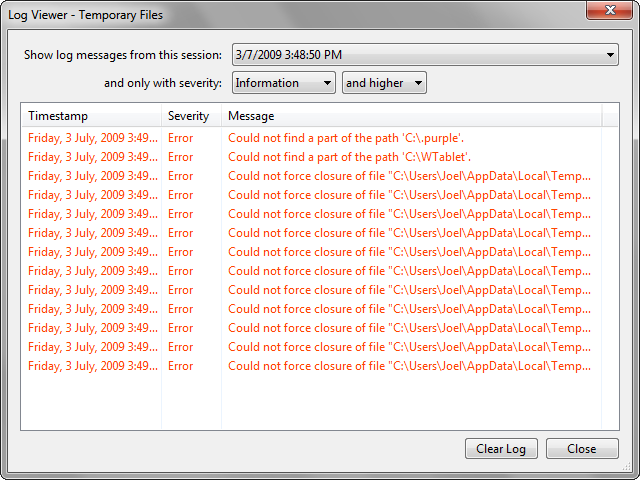 Log Viewer - Temporary Files
Show log messages from this session: 3/7/2009 3:48:50 PM
and only with severity: Information and higher
Timestamp Severity Message
Friday, 3 July, 2009 3:49... Error Could not find a part of the path 'C:\.purple'.
Friday, 3 July, 2009 3:49... Error Could not find a part of the path 'C:\WTablet'.
Friday, 3 July, 2009 3:49... Error Could not force closure of file "C:\Users\Joel\AppData\Local\Temp...
Friday, 3 July, 2009 3:49... Error Could not force closure of file "C:\Users\Joel\AppData\Local\Temp...
Friday, 3 July, 2009 3:49... Error Could not force closure of file "C:\Users\Joel\AppData\Local\Temp...
Friday, 3 July, 2009 3:49... Error Could not force closure of file "C:\Users\Joel\AppData\Local\Temp...
Friday, 3 July, 2009 3:49... Error Could not force closure of file "C:\Users\Joel\AppData\Local\Temp...
Friday, 3 July, 2009 3:49... Error Could not force closure of file "C:\Users\Joel\AppData\Local\Temp...
Friday, 3 July, 2009 3:49... Error Could not force closure of file "C:\Users\Joel\AppData\Local\Temp...
Friday, 3 July, 2009 3:49... Error Could not force closure of file "C:\Users\Joel\AppData\Local\Temp...
Friday, 3 July, 2009 3:49... Error Could not force closure of file "C:\Users\Joel\AppData\Local\Temp...
Friday, 3 July, 2009 3:49... Error Could not force closure of file "C:\Users\Joel\AppData\Local\Temp...
Friday, 3 July, 2009 3:49... Error Could not force closure of file "C:\Users\Joel\AppData\Local\Temp...
Clear Log Close